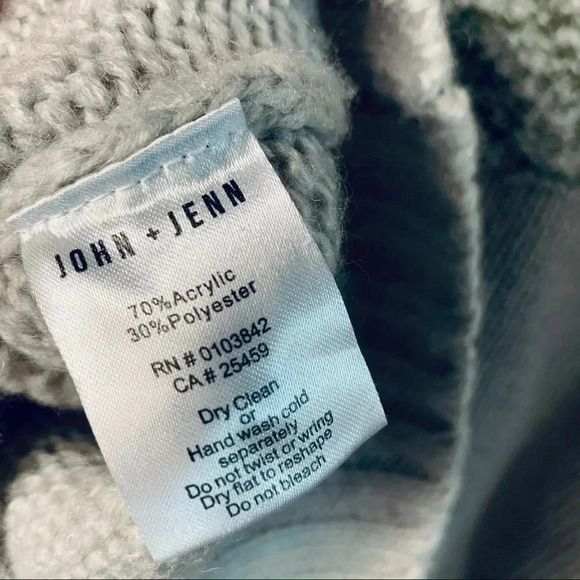 JOHN + JENN
70%Acrylic
30%Polyester
RN # 0103842
CA # 25459
Dry Clean
or
Hand wash cold
separately
Do not twist or wring
Dry flat to reshape
Do not bleach